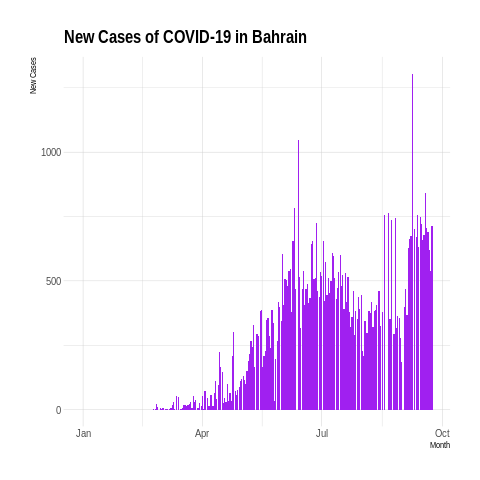 New Cases of COVID-19 in Bahrain
New Cases
1000
500
0
Jan Apr Jul Oct
Month